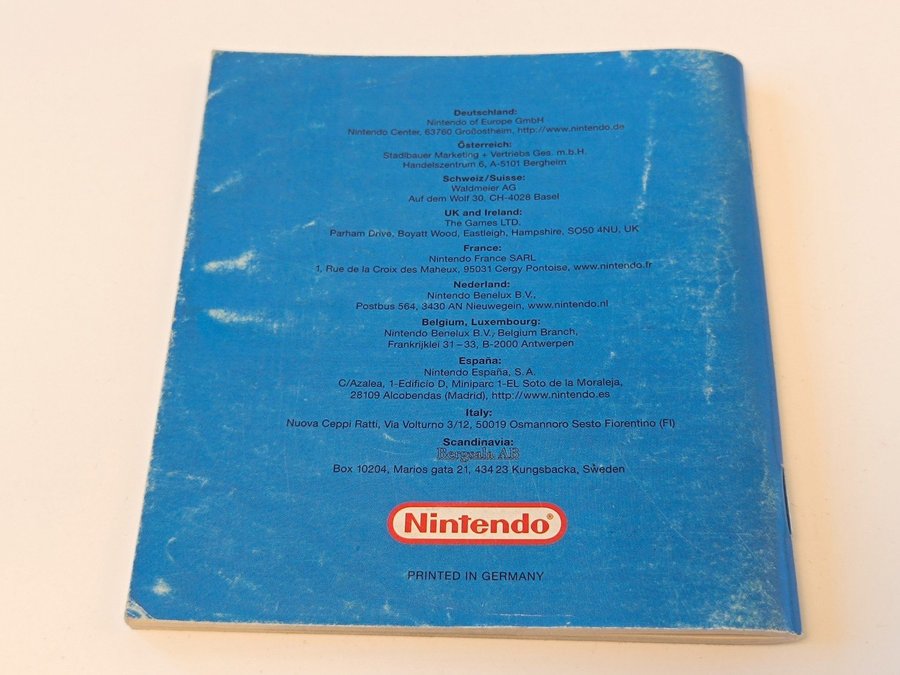 Deutschland:
Nintendo of Europe GmbH
Nintendo Center, 63760 Großostheim, http://www.nintendo.de
Österreich:
Stadlbauer Marketing + Vertriebs Ges. m.b.H.
Handelszentrum 6, A-5101 Bergheim
Schweiz/Suisse:
Waldmeier AG
Auf dem Wolf 30, CH-4028 Basel
UK and Ireland:
The Games LTD.
Parham Drive, Boyatt Wood, Eastleigh, Hampshire, SO50 4NU, UK
France:
Nintendo France SARL
1, Rue de la Croix des Maheux, 95031 Cergy Pontoise, www.nintendo.fr
Nederland:
Nintendo Benelux B.V.,
Postbus 564, 3430 AN Nieuwegein, www.nintendo.nl
Belgium, Luxembourg:
Nintendo Benelux B.V., Belgium Branch,
Frankrijklei 31–33, B-2000 Antwerpen
España:
Nintendo España, S.A.
C/Azalea, 1-Edificio D, Miniparc 1-EL Soto de la Moraleja,
28109 Alcobendas (Madrid), http://www.nintendo.es
Italy:
Nuova Ceppi Ratti, Via Volturno 3/12, 50019 Osmannoro Sesto Fiorentino (FI)
Scandinavia:
Bergsala AB
Box 10204, Marios gata 21, 434 23 Kungsbacka, Sweden
Nintendo®
PRINTED IN GERMANY